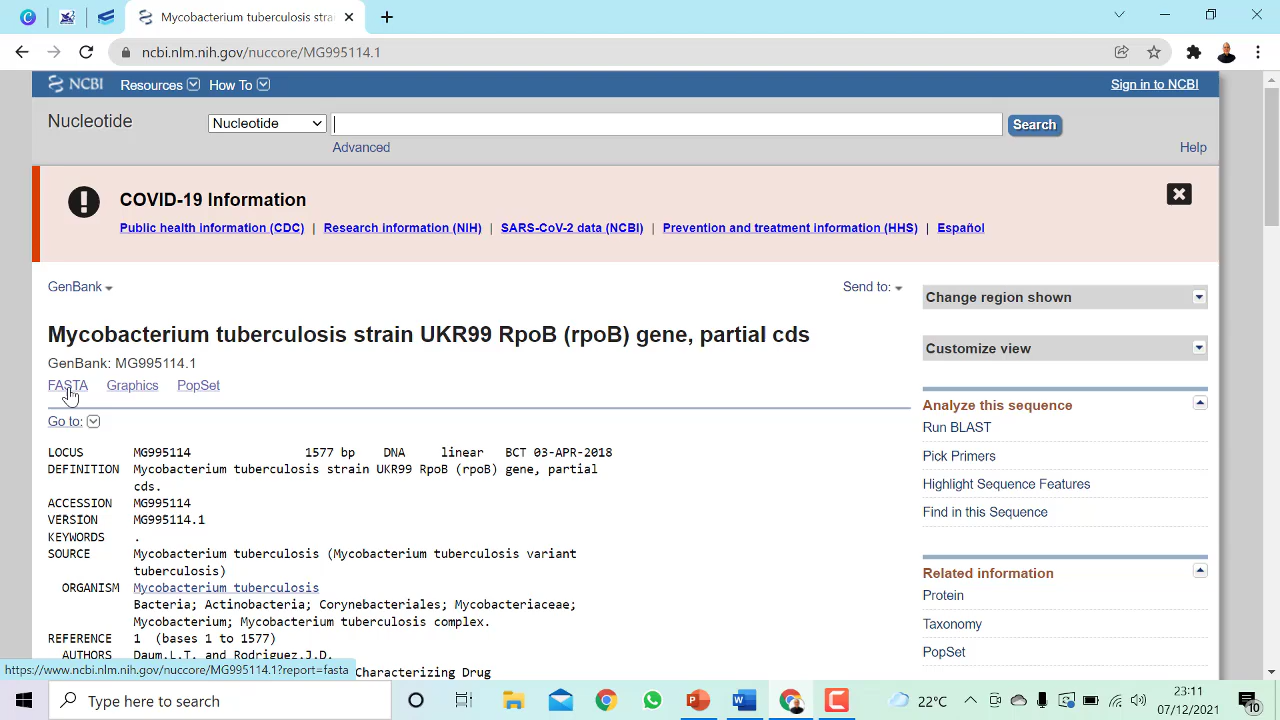 Mycobacterium tuberculosis stra
ncbi.nlm.nih.gov/nuccore/MG995114.1
NCBI Resources How To Sign in to NCBI
Nucleotide Nucleotide Search
Advanced Help
COVID-19 Information
Public health information (CDC) | Research information (NIH) | SARS-CoV-2 data (NCBI) | Prevention and treatment information (HHS) | Español
GenBank Send to:
Change region shown
Mycobacterium tuberculosis strain UKR99 RpoB (rpoB) gene, partial cds
Customize view
GenBank: MG995114.1
FASTA Graphics PopSet
Go to:
LOCUS MG995114 1577 bp DNA linear BCT 03-APR-2018
DEFINITION Mycobacterium tuberculosis strain UKR99 RpoB (rpoB) gene, partial
cds.
ACCESSION MG995114
VERSION MG995114.1
KEYWORDS .
SOURCE Mycobacterium tuberculosis (Mycobacterium tuberculosis variant
tuberculosis)
ORGANISM Mycobacterium tuberculosis
Bacteria; Actinobacteria; Corynebacteriales; Mycobacteriaceae;
Mycobacterium; Mycobacterium tuberculosis complex.
REFERENCE 1 (bases 1 to 1577)
AUTHORS Daum,L.T. and Rodriguez,J.D.
Characterizing Drug
Analyze this sequence
Run BLAST
Pick Primers
Highlight Sequence Features
Find in this Sequence
Related information
Protein
Taxonomy
PopSet
https://www.ncbi.nlm.nih.gov/nuccore/MG995114.1?report=fasta
Type here to search
22°C
23:11
07/12/2021
10